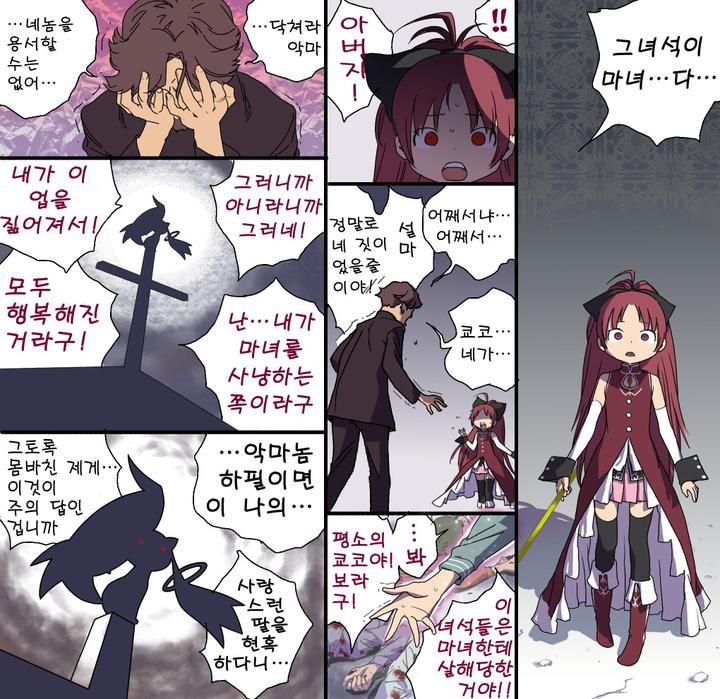 그녀석이
마녀…다…
!!
아버
지!
어째서냐…
어째서…
설
마
정말로
네 짓이
었을줄
이야!!
쿄코…
네가…
…
봐
평소의
쿄코야!
보라
구!
이
녀석들은
마녀한테
살해당한
거야!!
…닥쳐라
악마
…네놈을
용서할
수는
없어…
그러니까
아니라니까
그러네!
내가 이
업을
짊어져서!
난…내가
마녀를
사냥하는
쪽이라구
모두
행복해진
거라구!
…악마놈
하필이면
이 나의…
사랑
스런
딸을
현혹
하다니…
그토록
몸바친 제게…
이것이
주의 답인
겁니까